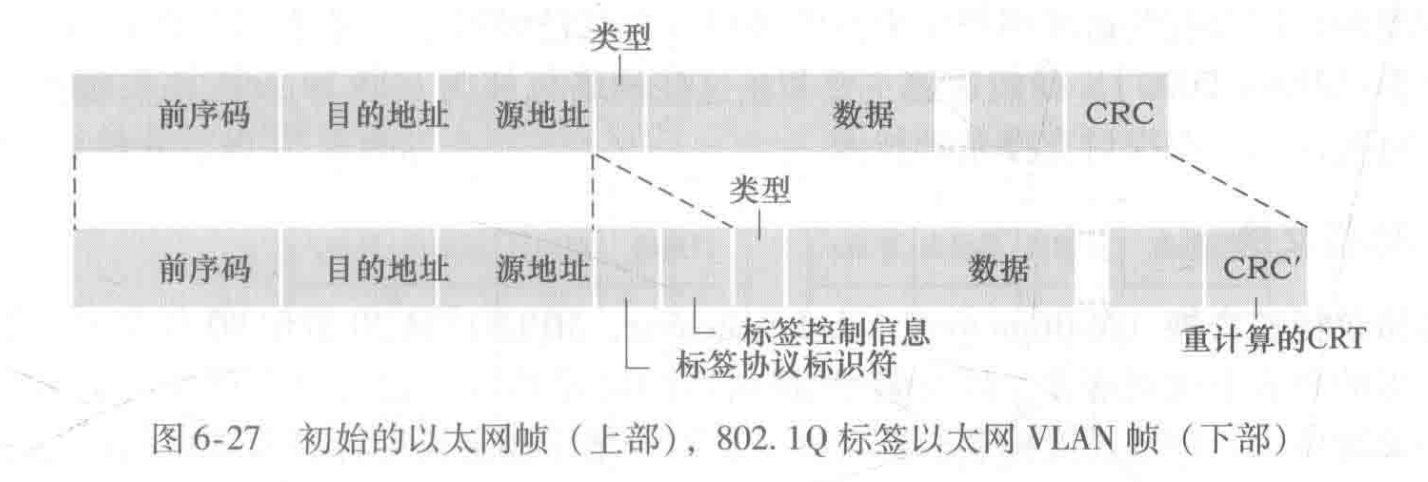 类型
前序码 目的地址 源地址 数据 CRC
类型
前序码 目的地址 源地址 数据 CRC′
标签控制信息
标签协议标识符
重计算的CRT
图 6-27 初始的以太网帧（上部），802.1Q 标签以太网 VLAN 帧（下部）